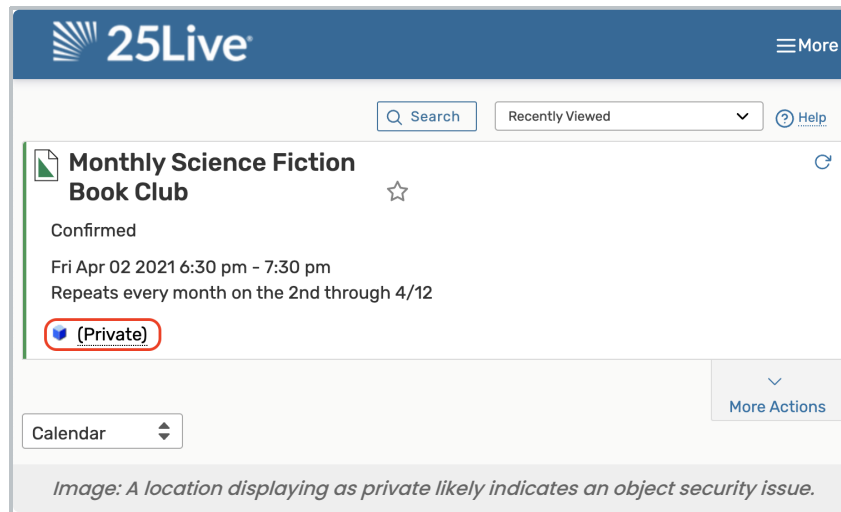 25Live
More
Search
Recently Viewed
Help
Monthly Science Fiction
Book Club
Confirmed
Fri Apr 02 2021 6:30 pm - 7:30 pm
Repeats every month on the 2nd through 4/12
(Private)
More Actions
Calendar
Image: A location displaying as private likely indicates an object security issue.